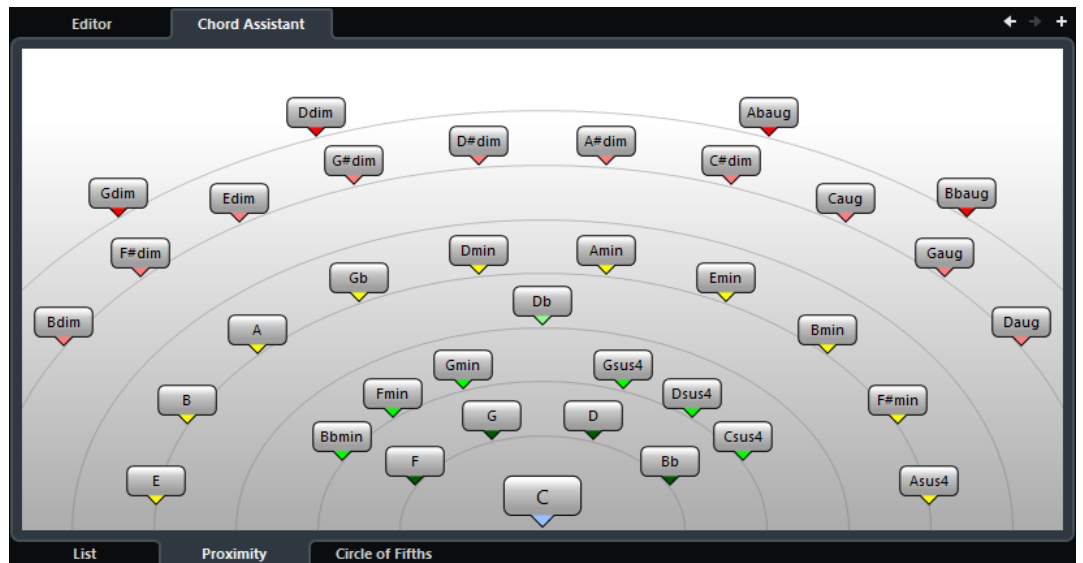 Editor
Chord Assistant
Ddim
Abaug
D#dim
A#dim
G#dim
C#dim
Gdim
Edim
Caug
Bbaug
F#dim
Dmin
Amin
Gaug
Gb
Emin
Db
Bdim
A
Bmin
Daug
Gmin
Gsus4
Fmin
Dsus4
B
F#min
G
D
Bbmin
Csus4
F
Bb
E
Asus4
C
List
Proximity
Circle of Fifths